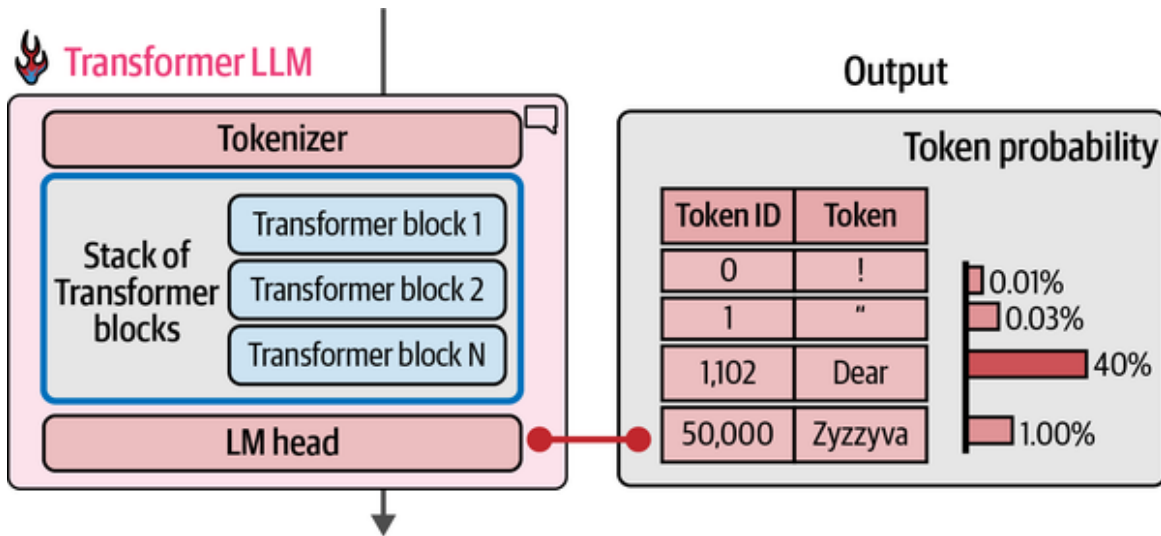 Transformer LLM
Tokenizer
Stack of
Transformer
blocks
Transformer block 1
Transformer block 2
Transformer block N
LM head
Output
Token probability
Token ID Token
0 !
1 “
1,102 Dear
50,000 Zyzzyva
0.01%
0.03%
40%
1.00%